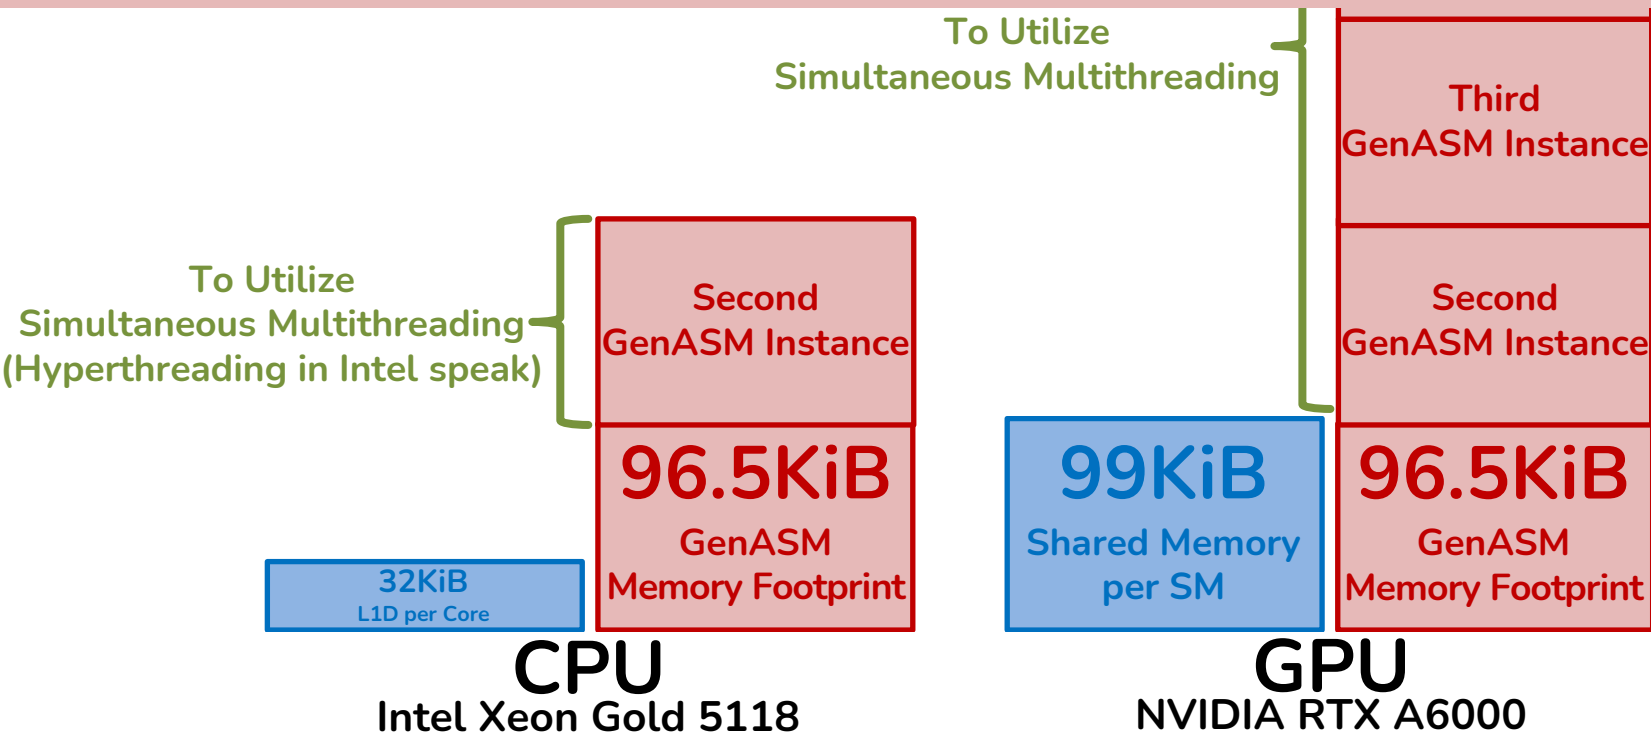 To Utilize
Simultaneous Multithreading
Third
GenASM Instance
To Utilize
Simultaneous Multithreading
(Hyperthreading in Intel speak)
Second
GenASM Instance
Second
GenASM Instance
32KiB
L1D per Core
96.5KiB
GenASM
Memory Footprint
99KiB
Shared Memory
per SM
96.5KiB
GenASM
Memory Footprint
CPU
Intel Xeon Gold 5118
GPU
NVIDIA RTX A6000